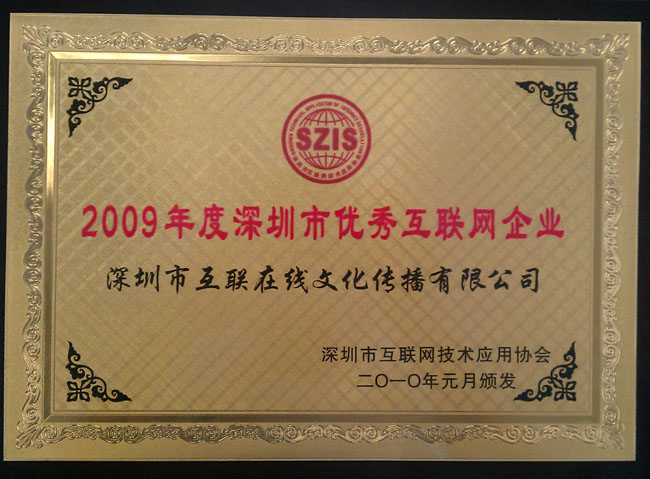 SZIS
2009年度深圳市优秀互联网企业
深圳市互联在线文化传播有限公司
深圳市互联网技术应用协会
二〇一〇年元月颁发